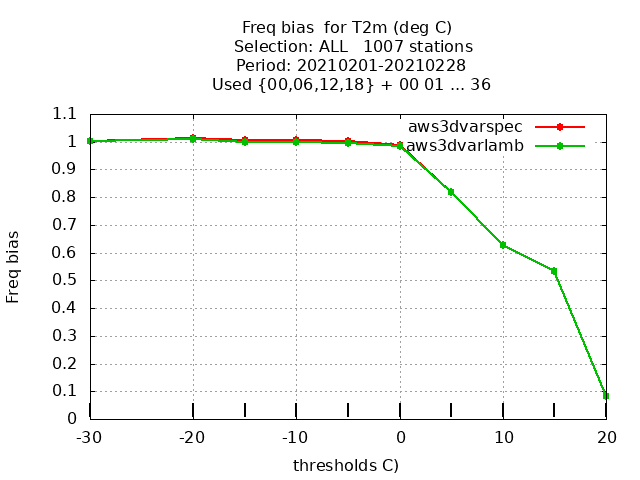 Freq bias  for T2m (deg C)
Selection: ALL   1007 stations
Period: 20210201-20210228
Used {00,06,12,18} + 00 01 ... 36
aws3dvarspec
aws3dvarlamb
Freq bias
1.1
1
0.9
0.8
0.7
0.6
0.5
0.4
0.3
0.2
0.1
0
-30 -20 -10 0 10 20
thresholds C)